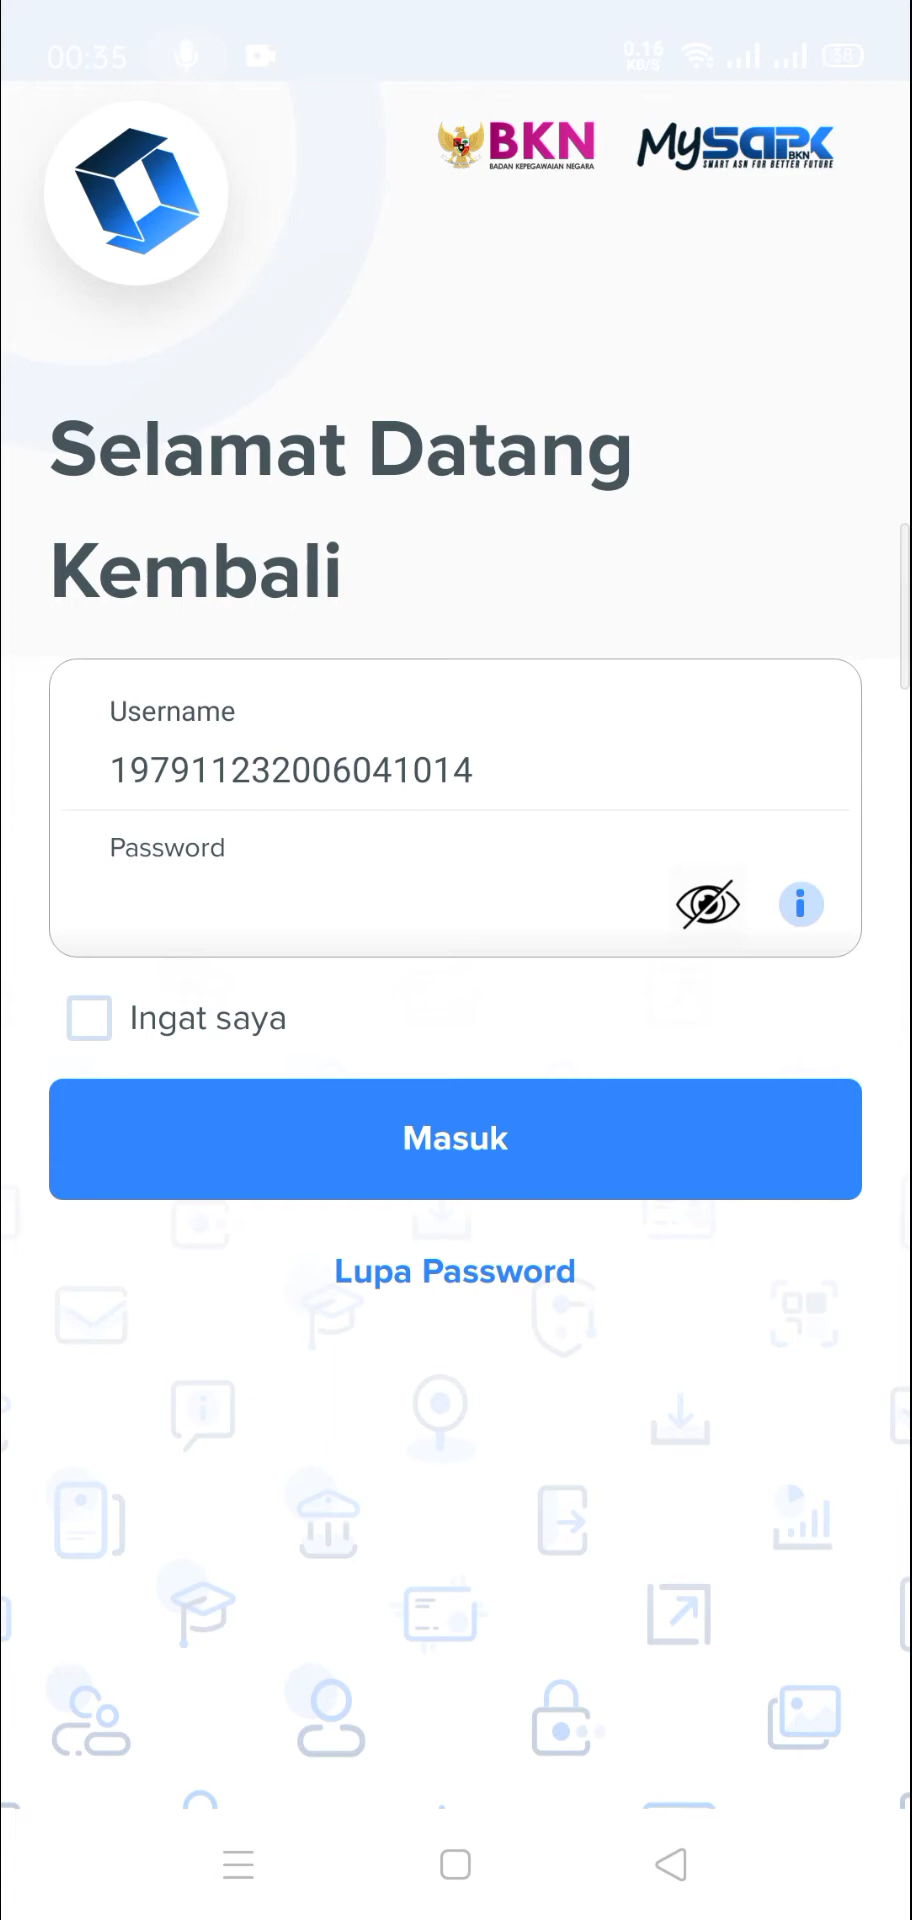 00:35
0.16
KB/S
38
BKN
BADAN KEPEGAWAIAN NEGARA
MySAPK
BKN
SMART ASN FOR BETTER FUTURE
Selamat Datang
Kembali
Username
197911232006041014
Password
Ingat saya
Masuk
Lupa Password